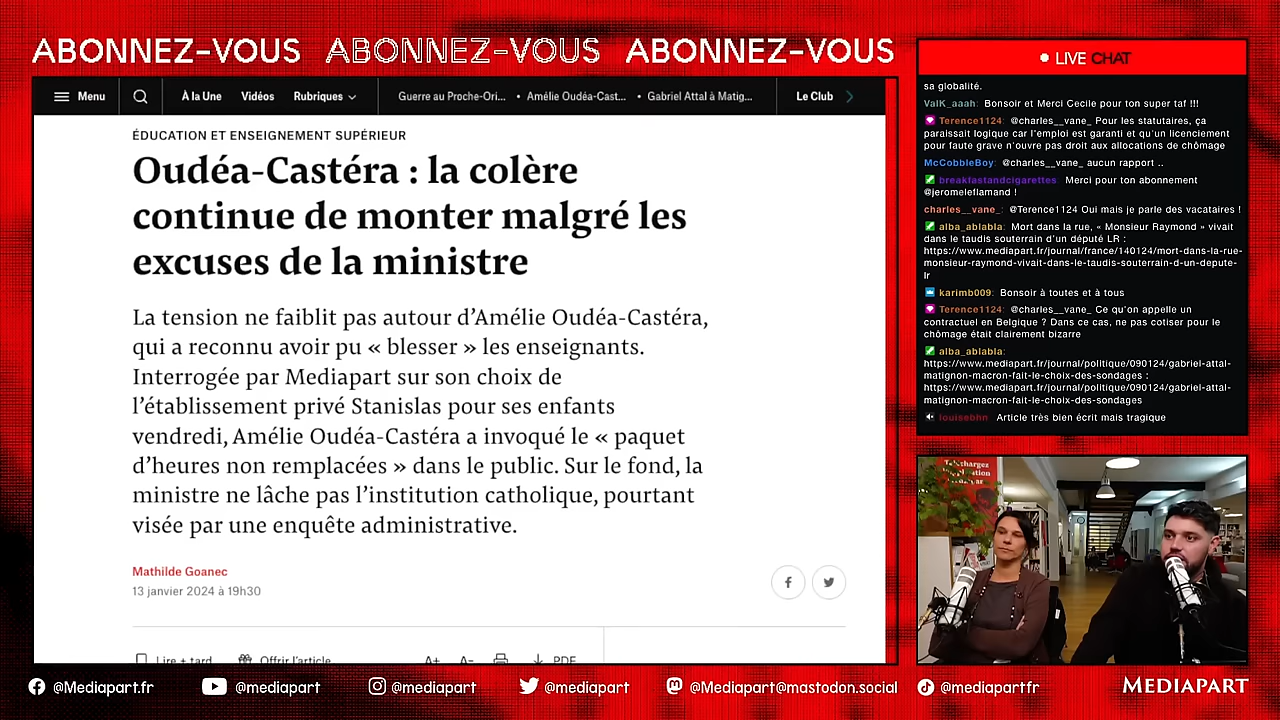 ABONNEZ-VOUS ABONNEZ-VOUS ABONNEZ-VOUS
Menu
À la Une Vidéos Rubriques
Guerre au Proche-Ori... • Amélie Oudéa-Cast... • Gabriel Attal à Matig...
Le Club
ÉDUCATION ET ENSEIGNEMENT SUPÉRIEUR
Oudéa-Castéra : la colère
continue de monter malgré les
excuses de la ministre
La tension ne faiblit pas autour d’Amélie Oudéa-Castéra,
qui a reconnu avoir pu « blesser » les enseignants.
Interrogée par Mediapart sur son choix de
l’établissement privé Stanislas pour ses enfants
vendredi, Amélie Oudéa-Castéra a invoqué le « paquet
d’heures non remplacées » dans le public. Sur le fond, la
ministre ne lâche pas l’institution catholique, pourtant
visée par une enquête administrative.
Mathilde Goanec
13 janvier 2024 à 19h30
Lire + tard Offrir l’article A+ A- PDF
LIVE CHAT
sa globalité.
ValK_aaah: Bonsoir et Merci Cecile pour ton super taf !!!
Terence1124: @charles__vane_ Pour les statutaires, ça
paraissait logique car l’emploi est garanti et qu’un licenciement
pour faute grave n’ouvre pas droit aux allocations de chômage
McCobbleBoy: @charles__vane_ aucun rapport ..
breakfastandcigarettes: Merci pour ton abonnement
@jeromeleflamand !
charles__vane_: @Terence1124 Oui mais je parle des vacataires !
alba_ablabla: Mort dans la rue, « Monsieur Raymond » vivait
dans le taudis souterrain d’un député LR :
https://www.mediapart.fr/journal/france/140124/mort-dans-la-rue-
monsieur-raymond-vivait-dans-le-taudis-souterrain-d-un-depute-
lr
karimb009: Bonsoir à toutes et à tous
Terence1124: @charles__vane_ Ce qu’on appelle un
contractuel en Belgique ? Dans ce cas, ne pas cotiser pour le
chômage était clairement bizarre
alba_ablabla:
https://www.mediapart.fr/journal/politique/090124/gabriel-attal-
matignon-macron-fait-le-choix-des-sondages :
https://www.mediapart.fr/journal/politique/090124/gabriel-attal-
matignon-macron-fait-le-choix-des-sondages
louisebhn: Article très bien écrit mais tragique
Téléchargez
@Mediapart.fr @mediapart @mediapart @mediapart @Mediapart@mastodon.social @mediapartfr
MEDIAPART